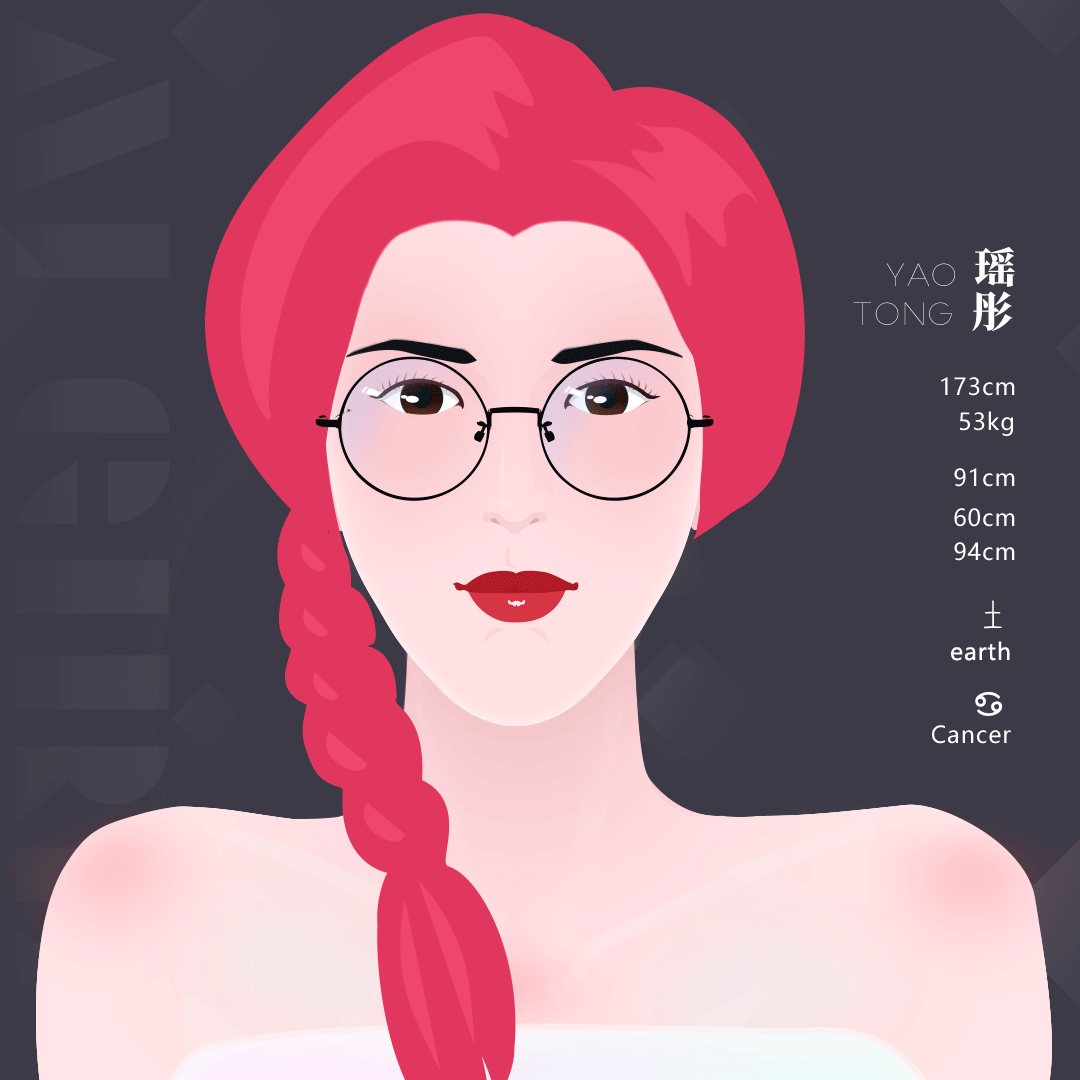 YAO
TONG
瑶彤
173cm
53kg
91cm
60cm
94cm
土
earth
♋
Cancer